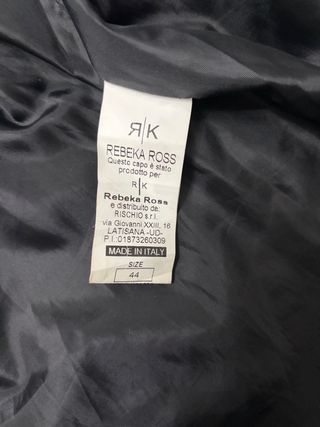 Я|K
REBEKA ROSS
Questo capo è stato
prodotto per
R|K
Rebeka Ross
e distribuito da:
RISCHIO s.r.l.
via Giovanni XXIII, 16
LATISANA -UD-
P.I.:01873260309
MADE IN ITALY
SIZE
44